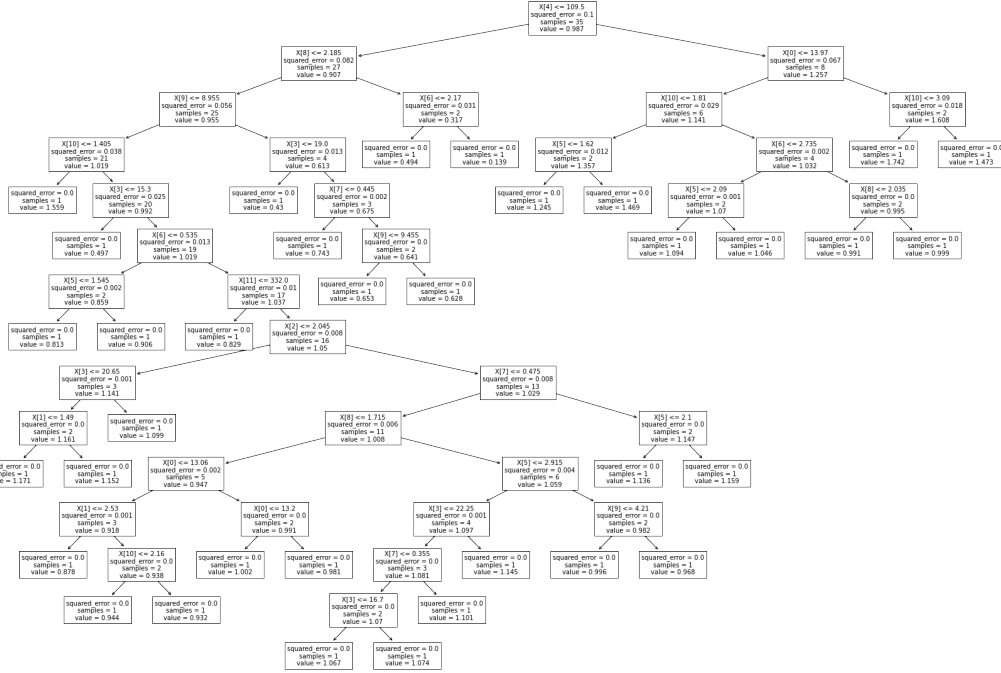 X[4] <= 109.5
squared_error = 0.1
samples = 35
value = 0.987
X[8] <= 2.185
squared_error = 0.082
samples = 27
value = 0.907
X[0] <= 13.97
squared_error = 0.067
samples = 8
value = 1.257
X[9] <= 8.955
squared_error = 0.056
samples = 25
value = 0.955
X[6] <= 2.17
squared_error = 0.031
samples = 2
value = 0.317
X[10] <= 1.81
squared_error = 0.029
samples = 6
value = 1.141
X[10] <= 3.09
squared_error = 0.018
samples = 2
value = 1.608
X[10] <= 1.405
squared_error = 0.038
samples = 21
value = 1.019
X[3] <= 19.0
squared_error = 0.013
samples = 4
value = 0.613
squared_error = 0.0
samples = 1
value = 0.494
squared_error = 0.0
samples = 1
value = 0.139
X[5] <= 1.62
squared_error = 0.012
samples = 2
value = 1.357
X[6] <= 2.735
squared_error = 0.002
samples = 4
value = 1.032
squared_error = 0.0
samples = 1
value = 1.742
squared_error = 0.0
samples = 1
value = 1.473
squared_error = 0.0
samples = 1
value = 1.559
X[3] <= 15.3
squared_error = 0.025
samples = 20
value = 0.992
squared_error = 0.0
samples = 1
value = 0.43
X[7] <= 0.445
squared_error = 0.002
samples = 3
value = 0.675
squared_error = 0.0
samples = 1
value = 1.245
squared_error = 0.0
samples = 1
value = 1.469
X[5] <= 2.09
squared_error = 0.001
samples = 2
value = 1.07
X[8] <= 2.035
squared_error = 0.0
samples = 2
value = 0.995
squared_error = 0.0
samples = 1
value = 0.497
X[6] <= 0.535
squared_error = 0.013
samples = 19
value = 1.019
squared_error = 0.0
samples = 1
value = 0.743
X[9] <= 9.455
squared_error = 0.0
samples = 2
value = 0.641
squared_error = 0.0
samples = 1
value = 1.094
squared_error = 0.0
samples = 1
value = 1.046
squared_error = 0.0
samples = 1
value = 0.991
squared_error = 0.0
samples = 1
value = 0.999
X[5] <= 1.545
squared_error = 0.002
samples = 2
value = 0.859
X[11] <= 332.0
squared_error = 0.01
samples = 17
value = 1.037
squared_error = 0.0
samples = 1
value = 0.653
squared_error = 0.0
samples = 1
value = 0.628
squared_error = 0.0
samples = 1
value = 0.813
squared_error = 0.0
samples = 1
value = 0.906
squared_error = 0.0
samples = 1
value = 0.829
X[2] <= 2.045
squared_error = 0.008
samples = 16
value = 1.05
X[3] <= 20.65
squared_error = 0.001
samples = 3
value = 1.141
X[7] <= 0.475
squared_error = 0.008
samples = 13
value = 1.029
X[1] <= 1.49
squared_error = 0.0
samples = 2
value = 1.161
squared_error = 0.0
samples = 1
value = 1.099
X[8] <= 1.715
squared_error = 0.006
samples = 11
value = 1.008
X[5] <= 2.1
squared_error = 0.0
samples = 2
value = 1.147
d_error = 0.0
ples = 1
e = 1.171
squared_error = 0.0
samples = 1
value = 1.152
X[0] <= 13.06
squared_error = 0.002
samples = 5
value = 0.947
X[5] <= 2.915
squared_error = 0.004
samples = 6
value = 1.059
squared_error = 0.0
samples = 1
value = 1.136
squared_error = 0.0
samples = 1
value = 1.159
X[1] <= 2.53
squared_error = 0.001
samples = 3
value = 0.918
X[0] <= 13.2
squared_error = 0.0
samples = 2
value = 0.991
X[3] <= 22.25
squared_error = 0.001
samples = 4
value = 1.097
X[9] <= 4.21
squared_error = 0.0
samples = 2
value = 0.982
squared_error = 0.0
samples = 1
value = 0.878
X[10] <= 2.16
squared_error = 0.0
samples = 2
value = 0.938
squared_error = 0.0
samples = 1
value = 1.002
squared_error = 0.0
samples = 1
value = 0.981
X[7] <= 0.355
squared_error = 0.0
samples = 3
value = 1.081
squared_error = 0.0
samples = 1
value = 1.145
squared_error = 0.0
samples = 1
value = 0.996
squared_error = 0.0
samples = 1
value = 0.968
squared_error = 0.0
samples = 1
value = 0.944
squared_error = 0.0
samples = 1
value = 0.932
X[3] <= 16.7
squared_error = 0.0
samples = 2
value = 1.07
squared_error = 0.0
samples = 1
value = 1.101
squared_error = 0.0
samples = 1
value = 1.067
squared_error = 0.0
samples = 1
value = 1.074